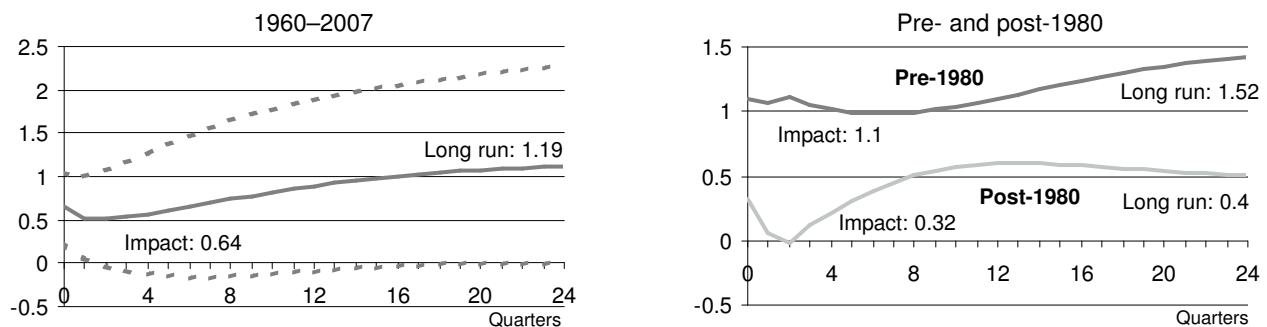 1960–2007
2.5
2
1.5
1
0.5
0
-0.5
Long run: 1.19
Impact: 0.64
0 4 8 12 16 20 24
Quarters
Pre- and post-1980
1.5
1
0.5
0
-0.5
Pre-1980
Long run: 1.52
Impact: 1.1
Post-1980
Long run: 0.4
Impact: 0.32
0 4 8 12 16 20 24
Quarters